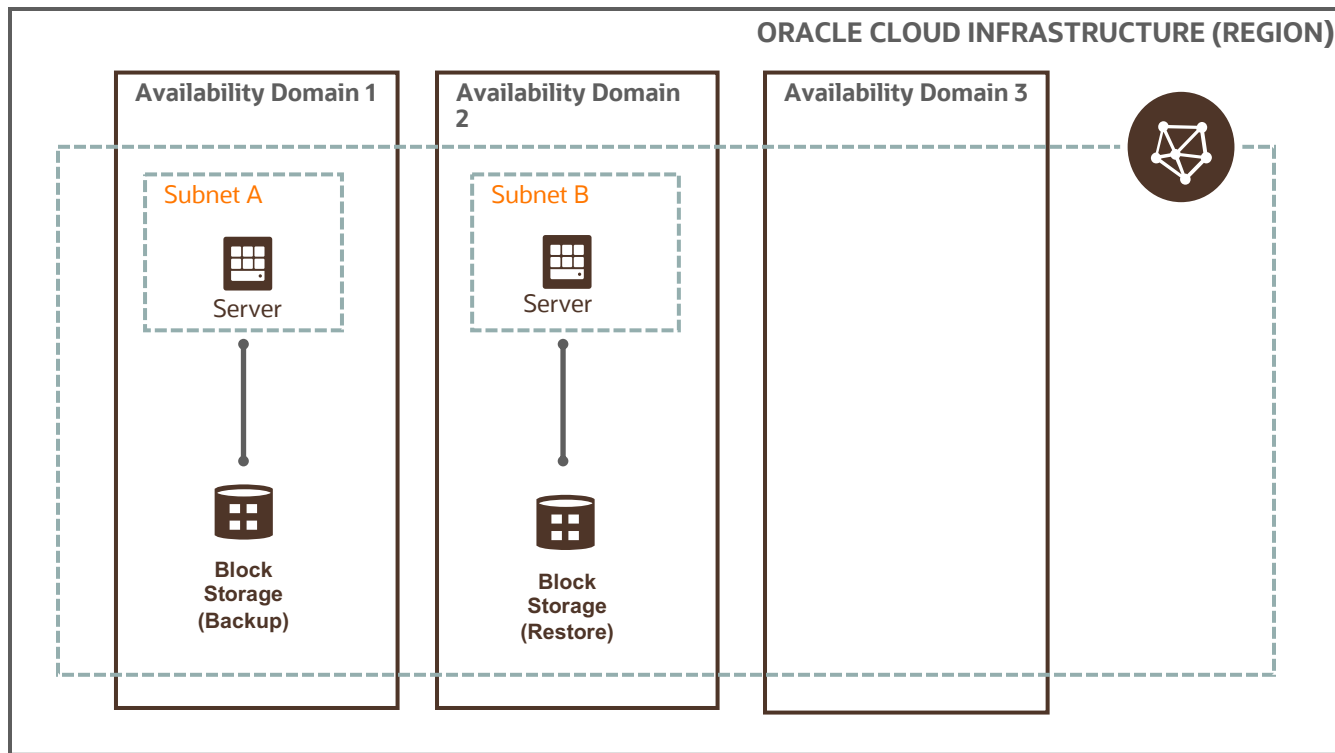 ORACLE CLOUD INFRASTRUCTURE (REGION)
Availability Domain 1
Availability Domain
2
Availability Domain 3
Subnet A
Subnet B
Server
Server
Block
Storage
(Backup)
Block
Storage
(Restore)